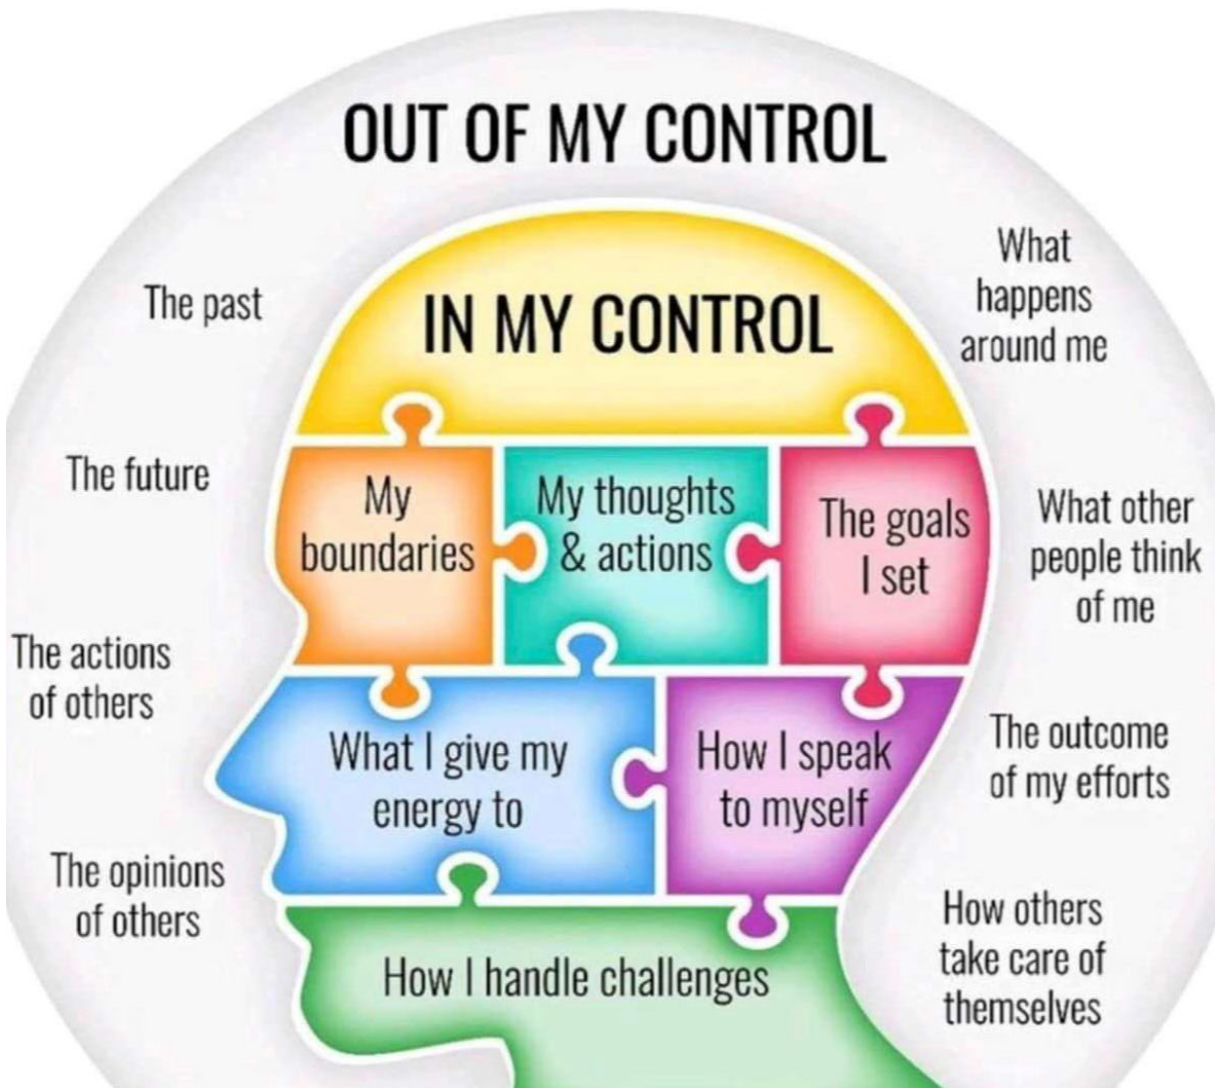 OUT OF MY CONTROL
What
happens
around me
The past
IN MY CONTROL
The future
My
boundaries
My thoughts
& actions
The goals
I set
What other
people think
of me
The actions
of others
What I give my
energy to
How I speak
to myself
The outcome
of my efforts
The opinions
of others
How I handle challenges
How others
take care of
themselves